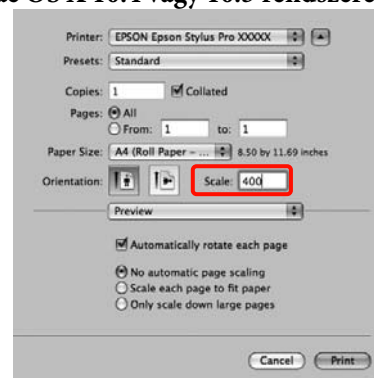 Printer: EPSON Epson Stylus Pro XXXXX
Presets: Standard
Copies: 1 Collated
Pages: All
From: 1 to: 1
Paper Size: A4 (Roll Paper - ... 8.50 by 11.69 inches
Orientation: Scale: 400
Preview
Automatically rotate each page
No automatic page scaling
Scale each page to fit paper
Only scale down large pages
Cancel Print